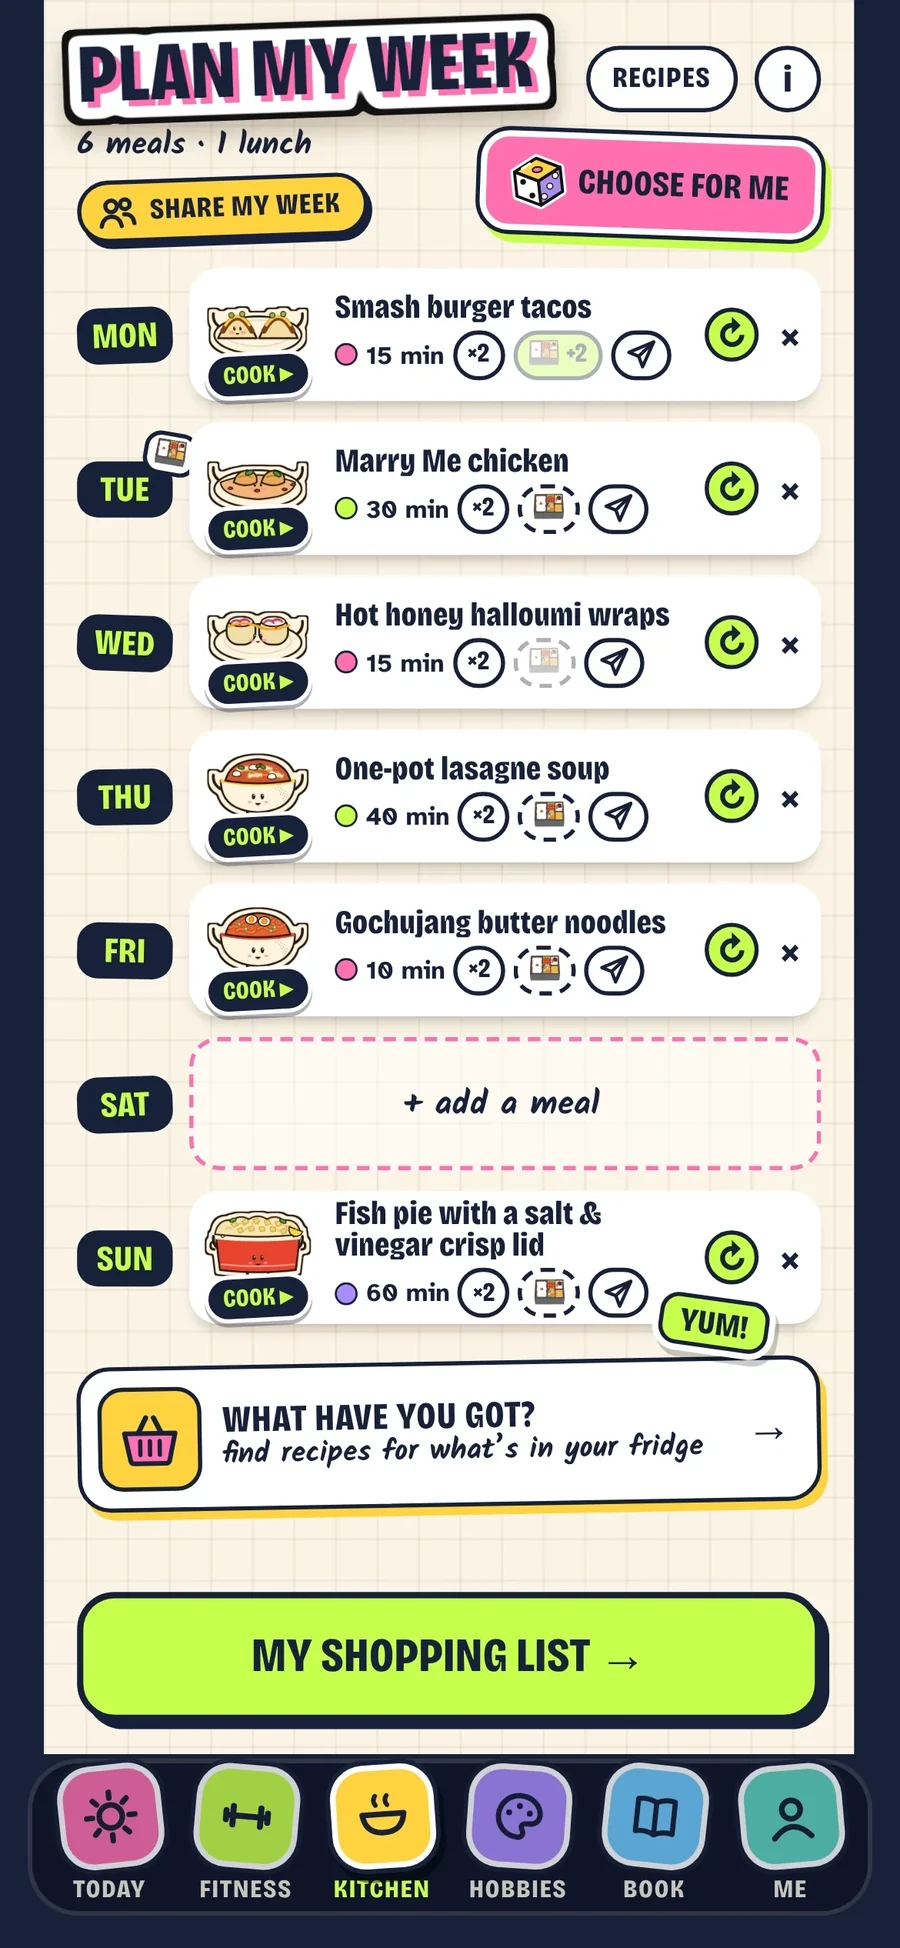 PLAN MY WEEK
RECIPES
i
6 meals · 1 lunch
SHARE MY WEEK
CHOOSE FOR ME
MON
Smash burger tacos
15 min ×2 +2
COOK ▶
×
TUE
Marry Me chicken
30 min ×2
COOK ▶
×
WED
Hot honey halloumi wraps
15 min ×2
COOK ▶
×
THU
One-pot lasagne soup
40 min ×2
COOK ▶
×
FRI
Gochujang butter noodles
10 min ×2
COOK ▶
×
SAT
+ add a meal
SUN
Fish pie with a salt &
vinegar crisp lid
60 min ×2
COOK ▶
×
YUM!
WHAT HAVE YOU GOT?
find recipes for what's in your fridge
→
MY SHOPPING LIST →
TODAY
FITNESS
KITCHEN
HOBBIES
BOOK
ME